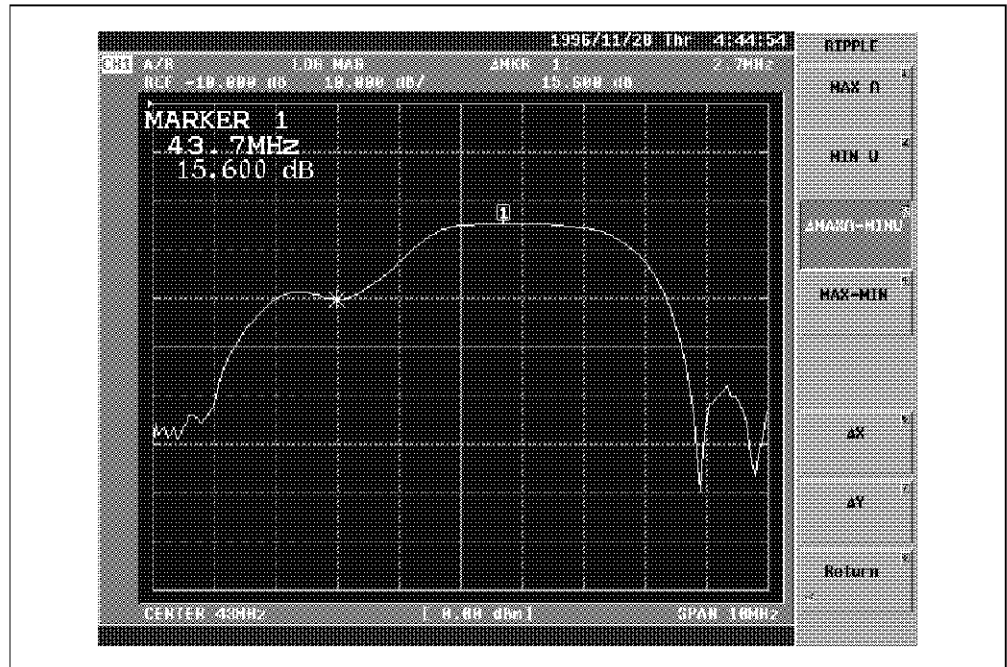 1996/11/28 Thr 4:44:54
CH1 A/R LOG MAG ΔMKR 1: 2.7MHz
REF -10.000 dB 10.000 dB/ 15.600 dB
MARKER 1
43.7MHz
15.600 dB
1
CENTER 43MHz [ 0.00 dBm] SPAN 10MHz
RIPPLE
MAX ∩
MIN U
ΔMAX∩-MINU
MAX-MIN
ΔX
ΔY
Return